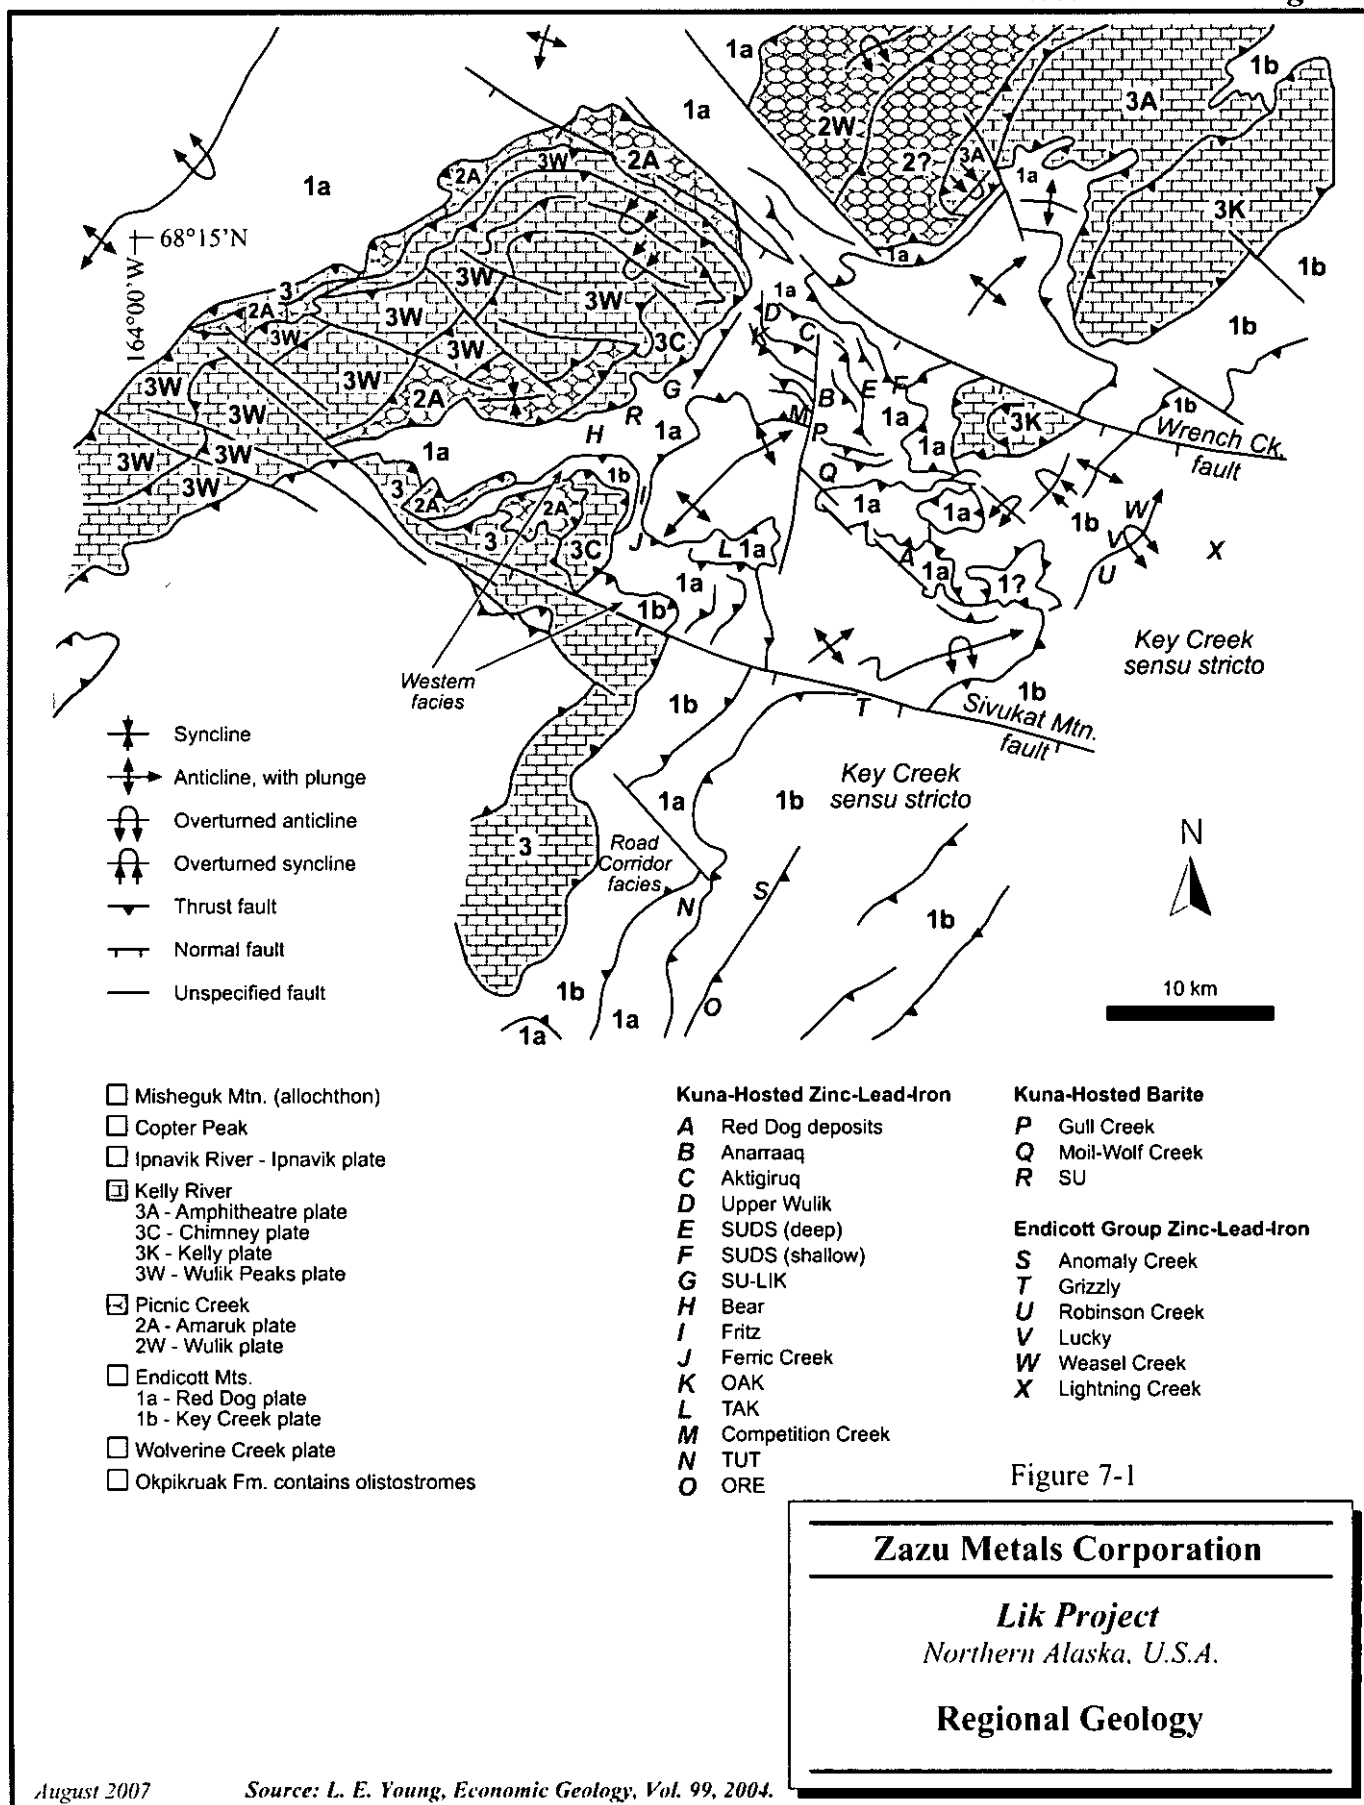 1a
1b
1a
3A
2W
3W
2A
2A
2?
3A
1a
1a
3K
68°15'N
164°00'W
1a
1b
3
2A
3W
3W
3W
3W
3W
1a
D
C
K
3C
1b
3W
3W
3W
2A
G
B
E
F
1a
M
R
H
1a
P
1a
3K
1b
Wrench Ck.
fault
3W
3W
3W
1a
1b
Q
3
2A
2A
I
1a
1a
1b
W
V
X
3
3C
J
L
1a
A
1a
1?
U
1a
1b
Key Creek
sensu stricto
Western
facies
1b
T
1b
Sivukat Mtn.
fault
Syncline
Anticline, with plunge
Overturned anticline
Overturned syncline
Thrust fault
Normal fault
Unspecified fault
Key Creek
sensu stricto
1a
1b
3
Road
Corridor
facies
S
N
1b
N
10 km
1b
1a
O
1a
Misheguk Mtn. (allochthon)
Copter Peak
Ipnavik River - Ipnavik plate
Kelly River
3A - Amphitheatre plate
3C - Chimney plate
3K - Kelly plate
3W - Wulik Peaks plate
Picnic Creek
2A - Amaruk plate
2W - Wulik plate
Endicott Mts.
1a - Red Dog plate
1b - Key Creek plate
Wolverine Creek plate
Okpikruak Fm. contains olistostromes
Kuna-Hosted Zinc-Lead-Iron
A Red Dog deposits
B Anarraaq
C Aktigiruq
D Upper Wulik
E SUDS (deep)
F SUDS (shallow)
G SU-LIK
H Bear
I Fritz
J Ferric Creek
K OAK
L TAK
M Competition Creek
N TUT
O ORE
Kuna-Hosted Barite
P Gull Creek
Q Moil-Wolf Creek
R SU
Endicott Group Zinc-Lead-Iron
S Anomaly Creek
T Grizzly
U Robinson Creek
V Lucky
W Weasel Creek
X Lightning Creek
Figure 7-1
Zazu Metals Corporation
Lik Project
Northern Alaska, U.S.A.
Regional Geology
August 2007
Source: L. E. Young, Economic Geology, Vol. 99, 2004.